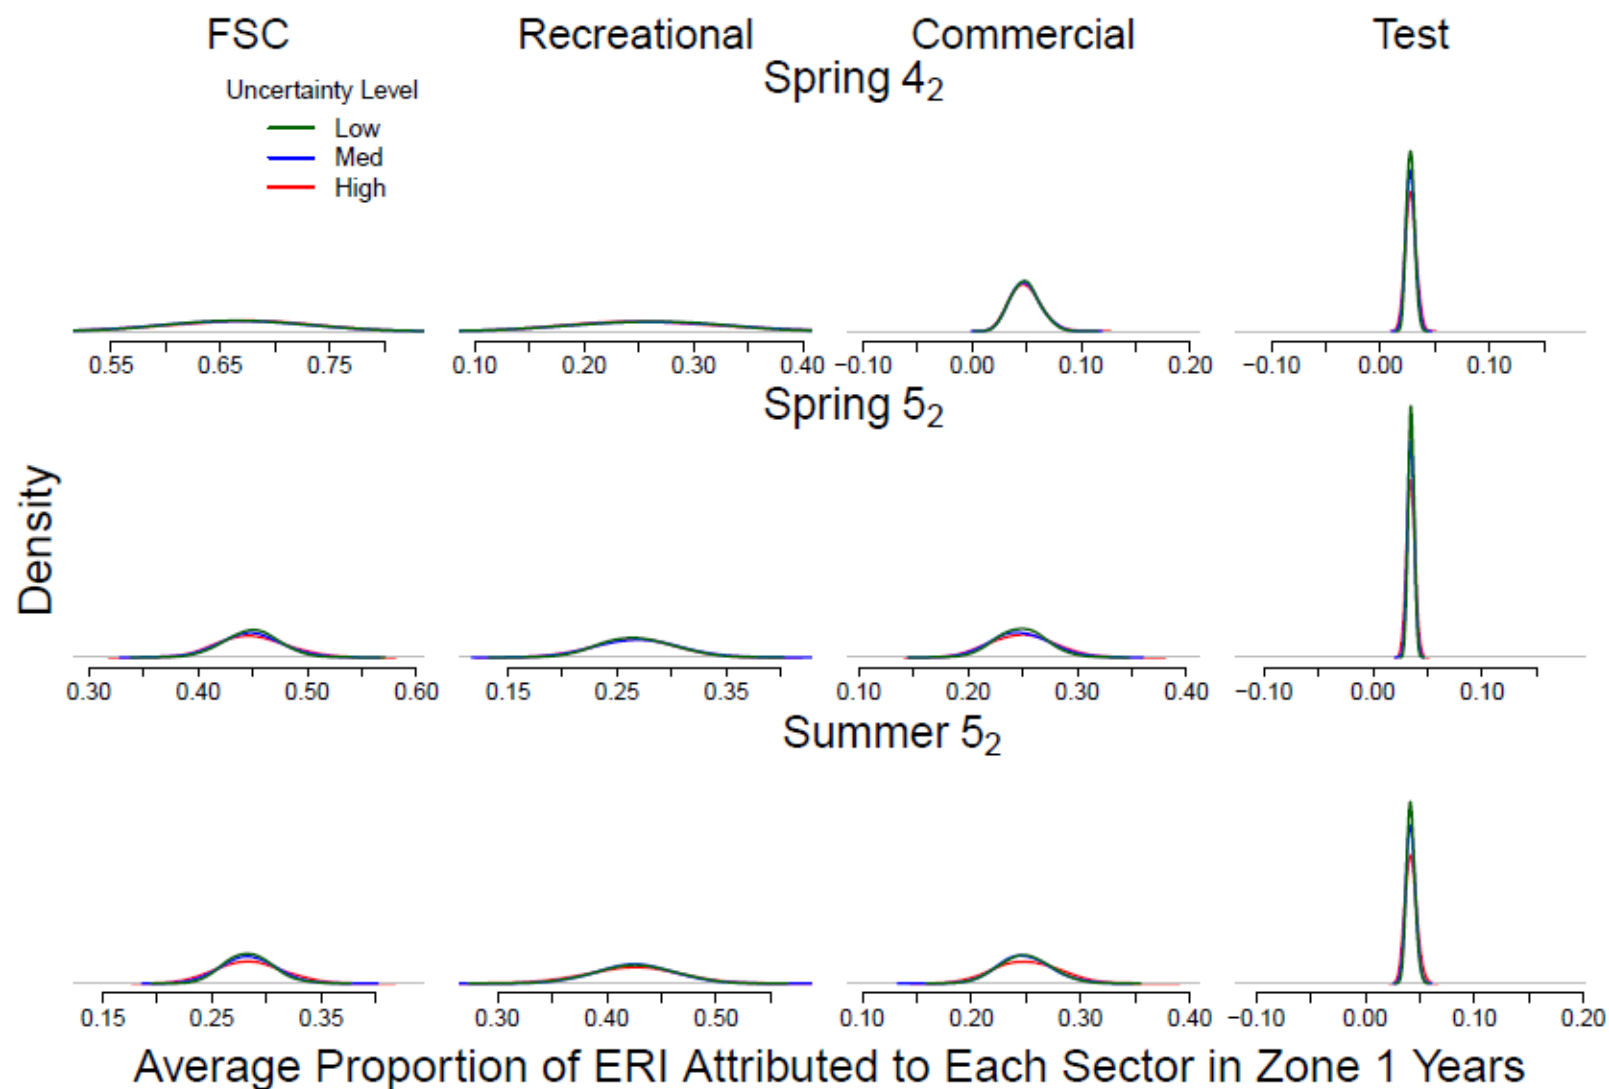 FSC Recreational Commercial Test
Spring 4₂
Uncertainty Level
Low
Med
High
0.55 0.65 0.75 0.10 0.20 0.30 0.40 −0.10 0.00 0.10 0.20 −0.10 0.00 0.10
Spring 5₂
Density
0.30 0.40 0.50 0.60 0.15 0.25 0.35 0.10 0.20 0.30 0.40 −0.10 0.00 0.10
Summer 5₂
0.15 0.25 0.35 0.30 0.40 0.50 0.10 0.20 0.30 0.40 −0.10 0.00 0.10 0.20
Average Proportion of ERI Attributed to Each Sector in Zone 1 Years